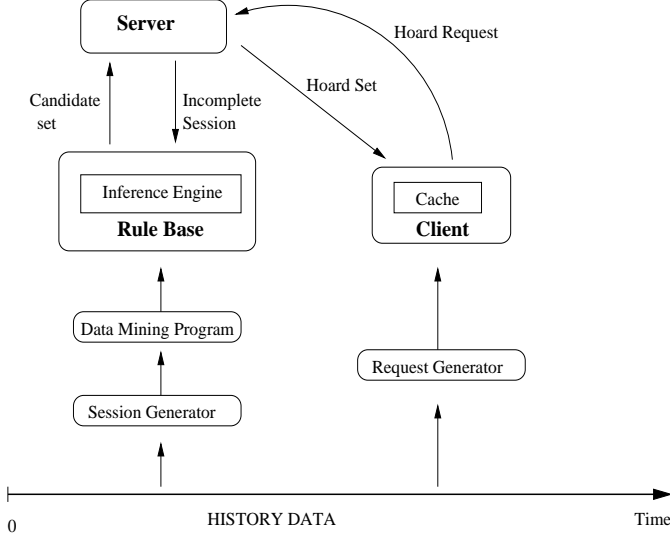 Server
Hoard Request
Candidate
set
Incomplete
Session
Hoard Set
Inference Engine
Rule Base
Cache
Client
Data Mining Program
Request Generator
Session Generator
0
HISTORY DATA
Time